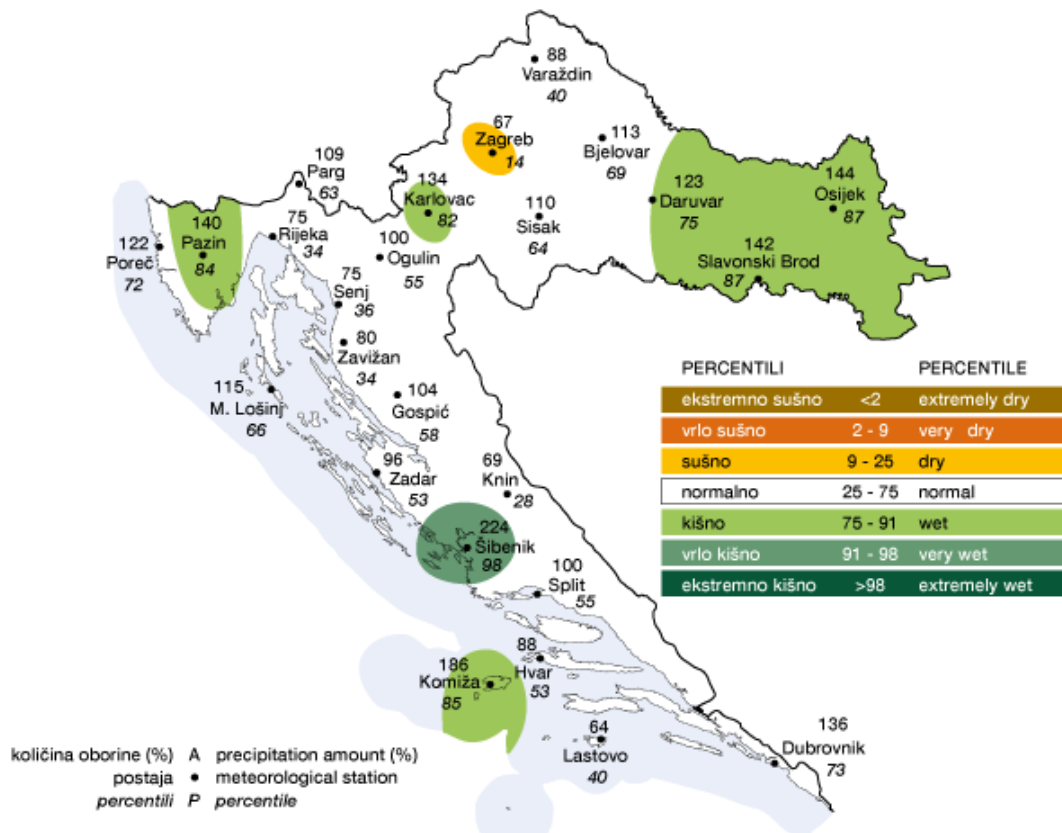 88
Varaždin
40
67
Zagreb
14
113
Bjelovar
69
109
Parg
63
134
Karlovac
82
123
Daruvar
75
144
Osijek
87
140
Pazin
84
75
Rijeka
34
110
Sisak
64
122
Poreč
72
100
Ogulin
55
142
Slavonski Brod
87
75
Senj
36
80
Zavižan
34
115
M. Lošinj
66
104
Gospić
58
96
Zadar
53
69
Knin
28
224
Šibenik
98
100
Split
55
88
Hvar
53
186
Komiža
85
64
Lastovo
40
136
Dubrovnik
73
PERCENTILI PERCENTILE
ekstremno sušno <2 extremely dry
vrlo sušno 2 - 9 very dry
sušno 9 - 25 dry
normalno 25 - 75 normal
kišno 75 - 91 wet
vrlo kišno 91 - 98 very wet
ekstremno kišno >98 extremely wet
količina oborine (%) A precipitation amount (%)
postaja meteorological station
percentili P percentile